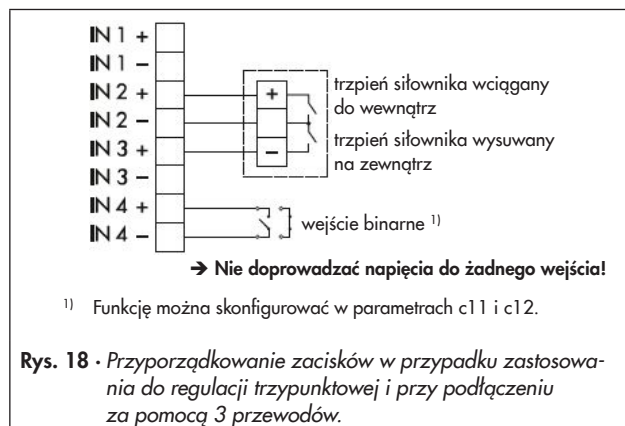 IN 1 +
IN 1 –
IN 2 +
IN 2 –
IN 3 +
IN 3 –
IN 4 +
IN 4 –
+
–
trzpień siłownika wciągany
do wewnątrz
trzpień siłownika wysuwany
na zewnątrz
wejście binarne 1)
➔ Nie doprowadzać napięcia do żadnego wejścia!
1) Funkcję można skonfigurować w parametrach c11 i c12.
Rys. 18 · Przyporządkowanie zacisków w przypadku zastosowa-
nia do regulacji trzypunktowej i przy podłączeniu
za pomocą 3 przewodów.